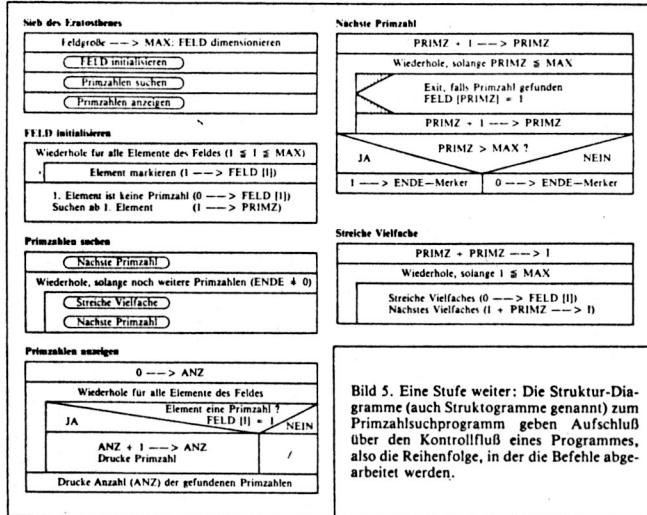 Sieb des Eratosthenes
Feldgröße ——> MAX: FELD dimensionieren
FELD initialisieren
Primzahlen suchen
Primzahlen anzeigen
FELD initialisieren
Wiederhole für alle Elemente des Feldes (1 ≦ I ≦ MAX)
Element markieren (1 ——> FELD [I])
1. Element ist keine Primzahl (0 ——> FELD [1])
Suchen ab 1. Element (1 ——> PRIMZ)
Primzahlen suchen
Nächste Primzahl
Wiederhole, solange noch weitere Primzahlen (ENDE ≠ 0)
Streiche Vielfache
Nächste Primzahl
Primzahlen anzeigen
0 ——> ANZ
Wiederhole für alle Elemente des Feldes
Element eine Primzahl ?
JA FELD [I] = 1 NEIN
ANZ + 1 ——> ANZ /
Drucke Primzahl
Drucke Anzahl (ANZ) der gefundenen Primzahlen
Nächste Primzahl
PRIMZ + 1 ——> PRIMZ
Wiederhole, solange PRIMZ ≦ MAX
Exit, falls Primzahl gefunden
FELD [PRIMZ] = 1
PRIMZ + 1 ——> PRIMZ
PRIMZ > MAX ?
JA NEIN
1 ——> ENDE—Merker 0 ——> ENDE—Merker
Streiche Vielfache
PRIMZ + PRIMZ ——> I
Wiederhole, solange I ≦ MAX
Streiche Vielfaches (0 ——> FELD [I])
Nächstes Vielfaches (I + PRIMZ ——> I)
Bild 5. Eine Stufe weiter: Die Struktur-Dia-
gramme (auch Struktogramme genannt) zum
Primzahlsuchprogramm geben Aufschluß
über den Kontrollfluß eines Programmes,
also die Reihenfolge, in der die Befehle abge-
arbeitet werden.